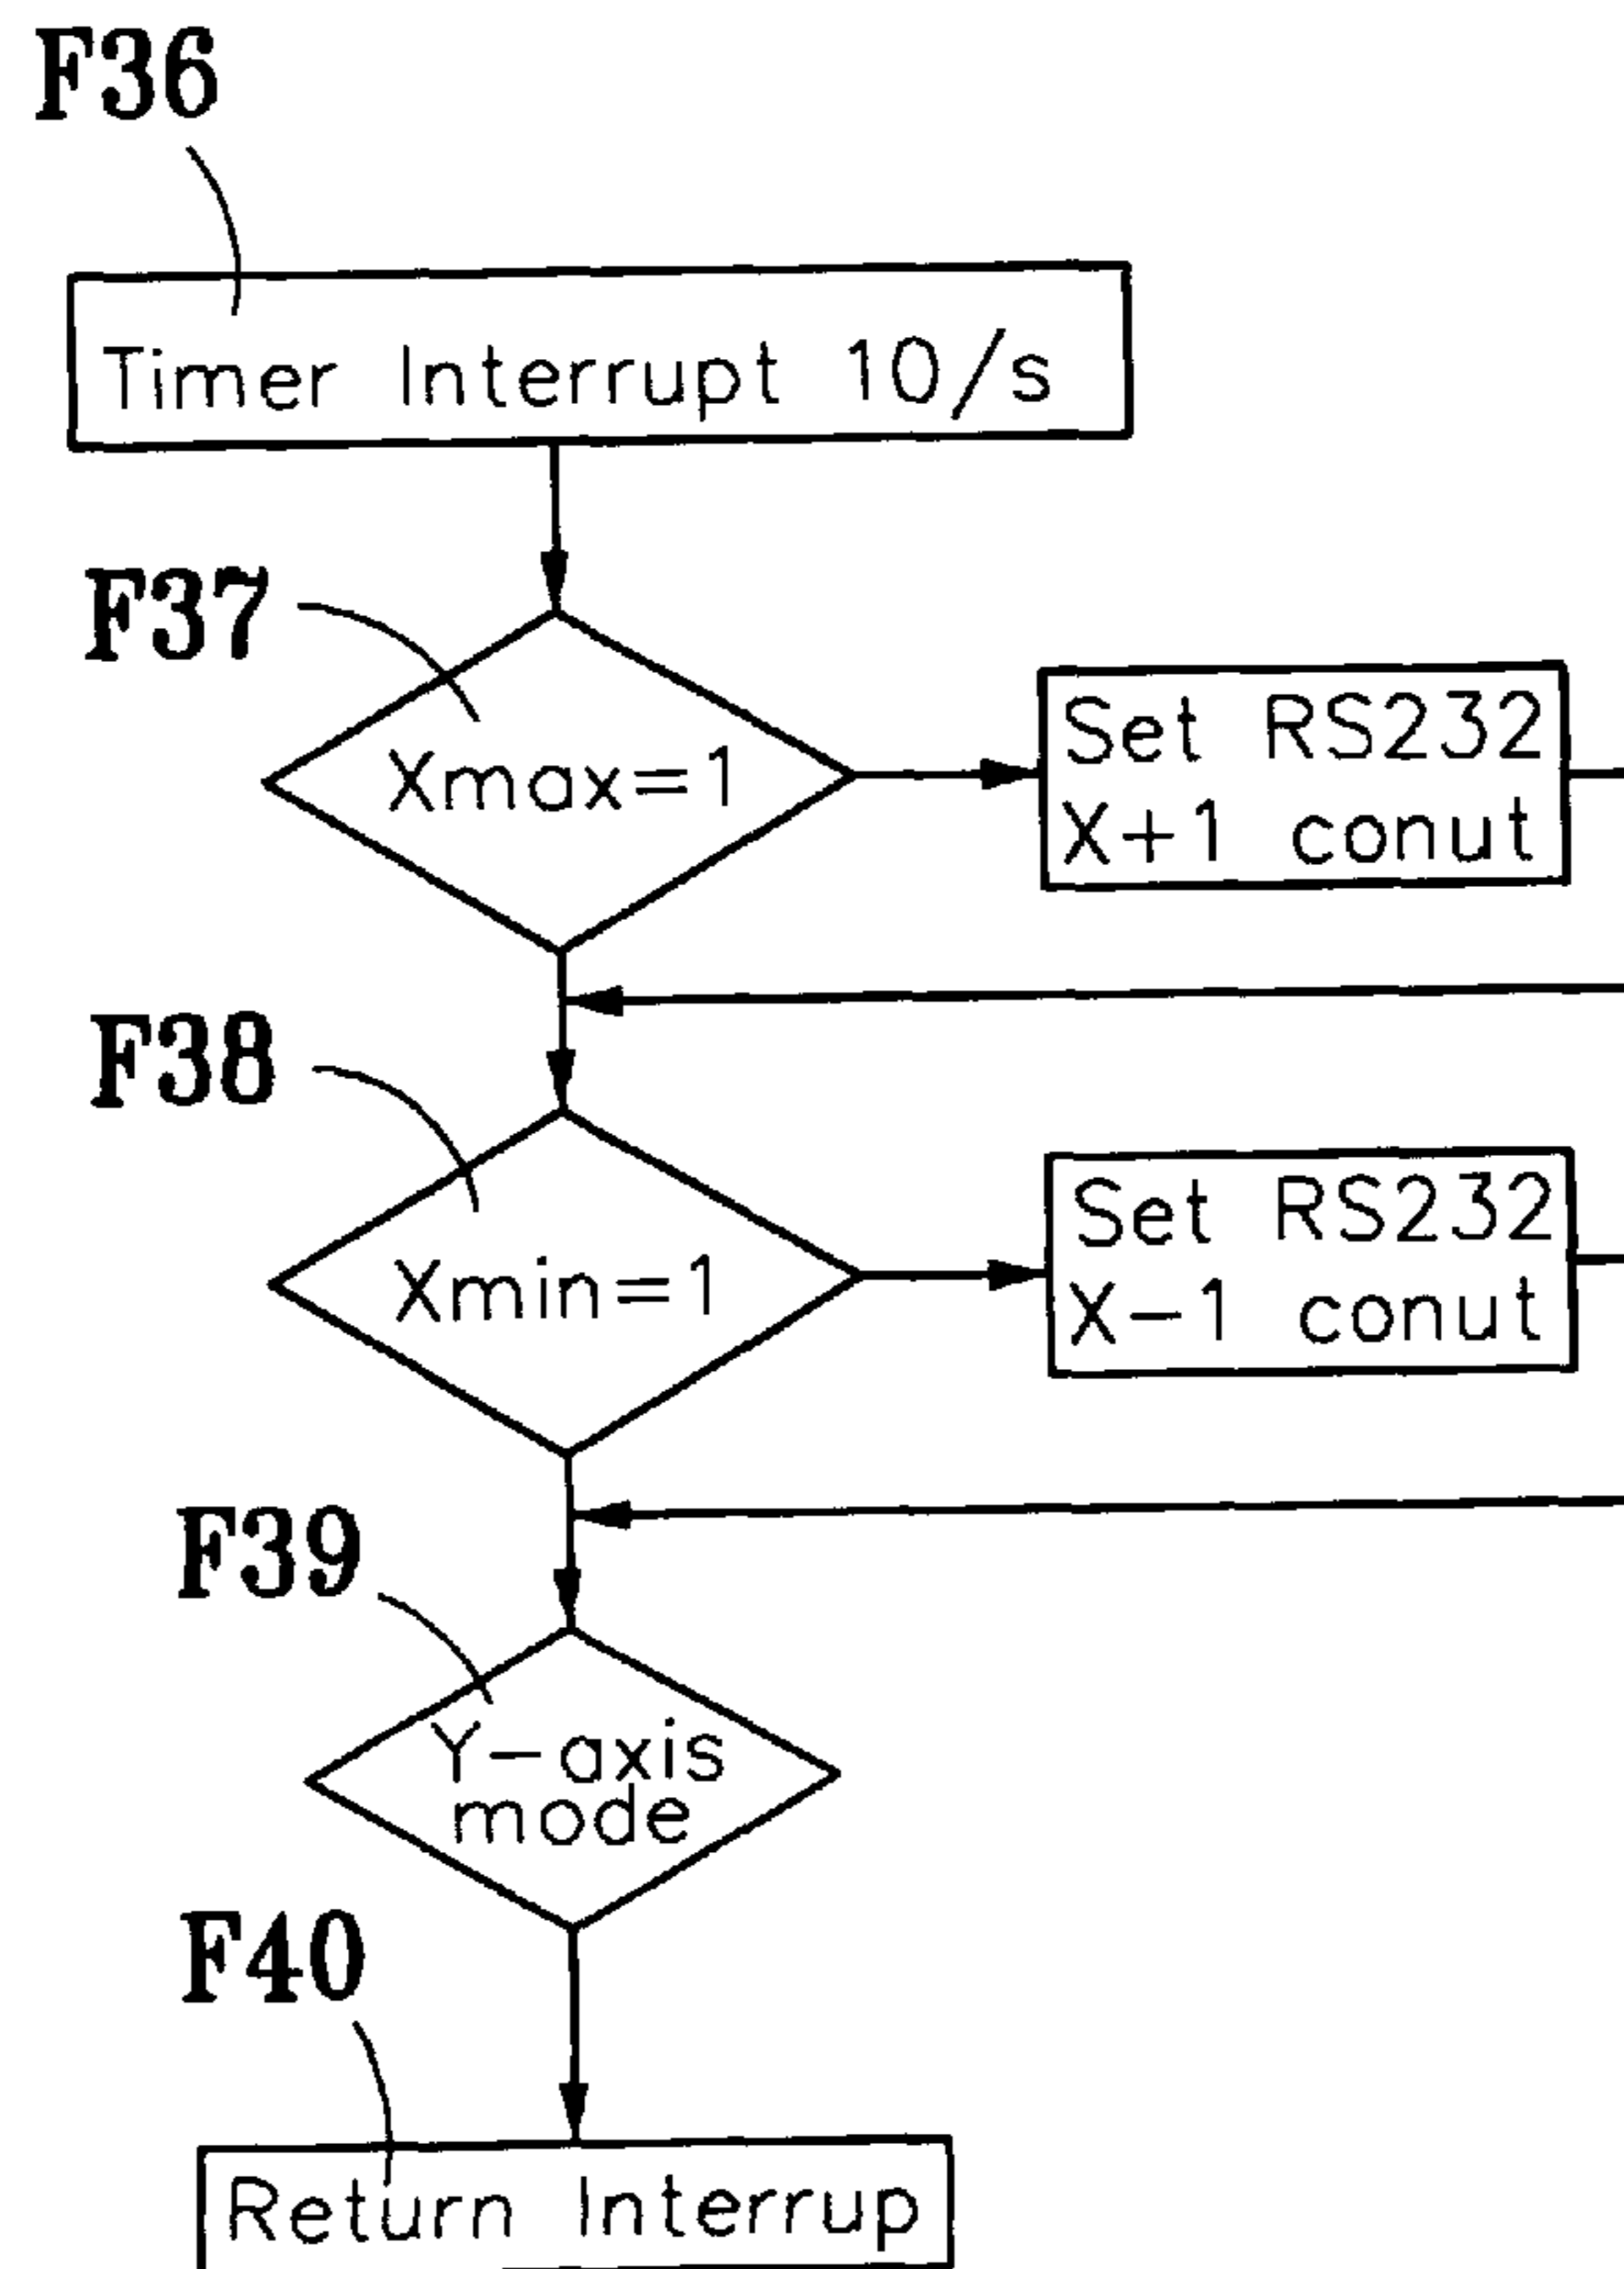 F36
Timer Interrupt 10/s
F37
Xmax=1
Set RS232
X+1 conut
F38
Xmin=1
Set RS232
X-1 conut
F39
Y-axis
mode
F40
Return Interrup